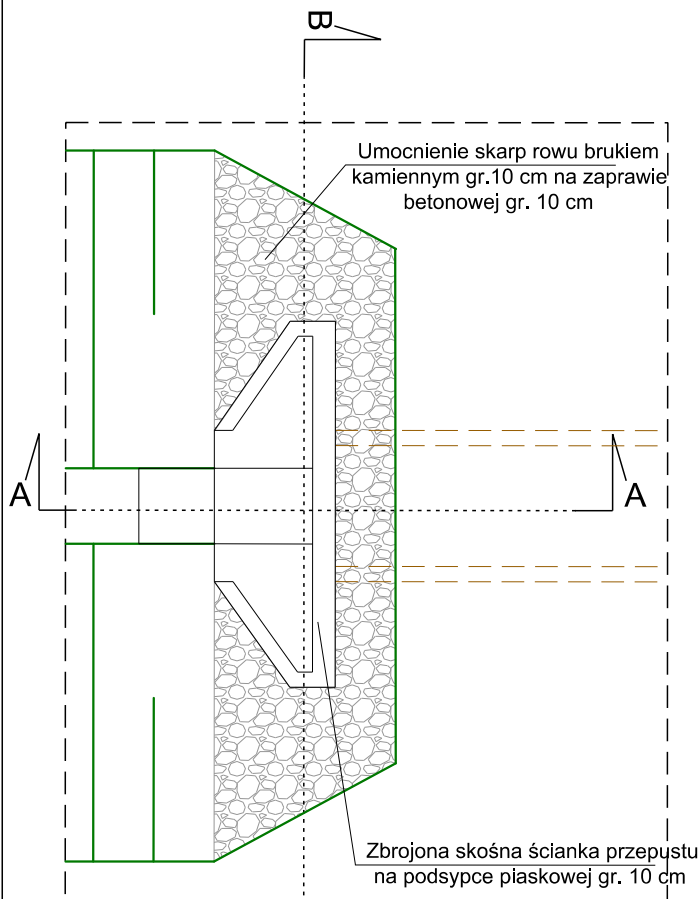 B
Umocnienie skarp rowu brukiem
kamiennym gr.10 cm na zaprawie
betonowej gr. 10 cm
A
A
Zbrojona skośna ścianka przepustu
na podsypce piaskowej gr. 10 cm